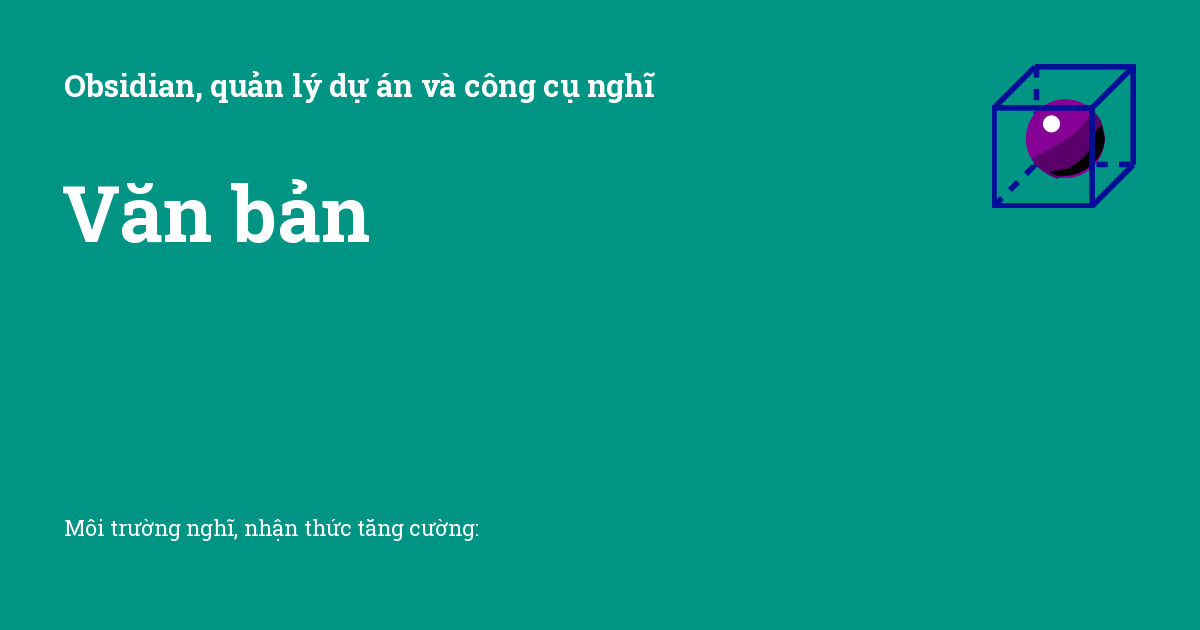 Obsidian, quản lý dự án và công cụ nghĩ
Văn bản
Môi trường nghĩ, nhận thức tăng cường: